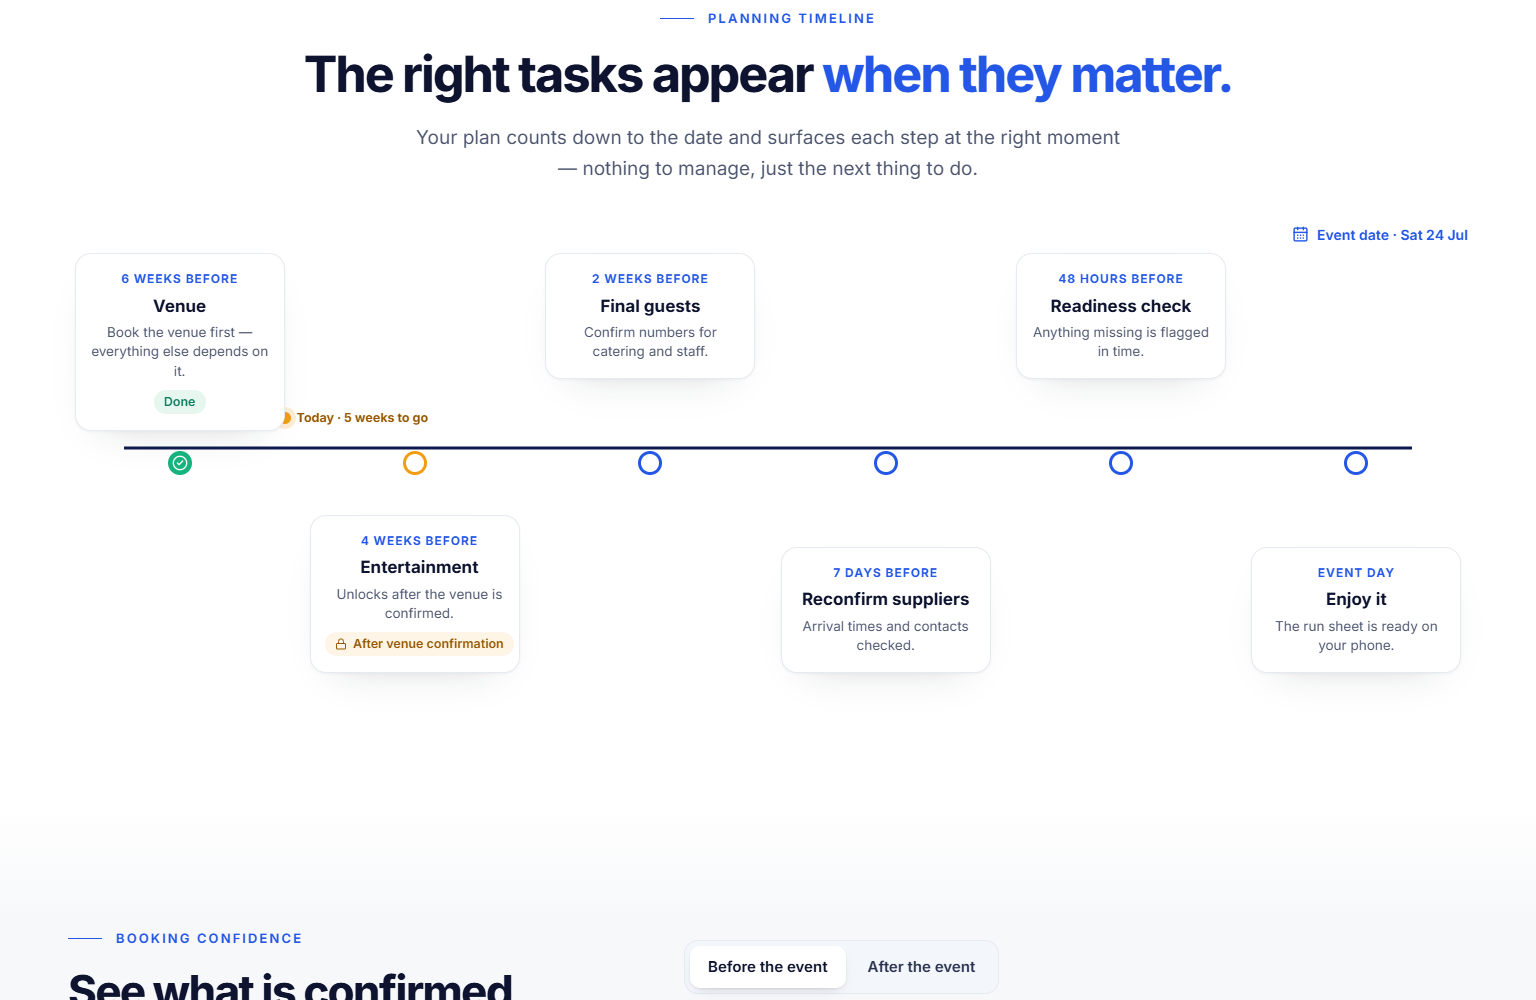 PLANNING TIMELINE
The right tasks appear when they matter.
Your plan counts down to the date and surfaces each step at the right moment
— nothing to manage, just the next thing to do.
Event date · Sat 24 Jul
6 WEEKS BEFORE
Venue
Book the venue first —
everything else depends on
it.
Done
2 WEEKS BEFORE
Final guests
Confirm numbers for
catering and staff.
48 HOURS BEFORE
Readiness check
Anything missing is flagged
in time.
Today · 5 weeks to go
4 WEEKS BEFORE
Entertainment
Unlocks after the venue is
confirmed.
After venue confirmation
7 DAYS BEFORE
Reconfirm suppliers
Arrival times and contacts
checked.
EVENT DAY
Enjoy it
The run sheet is ready on
your phone.
BOOKING CONFIDENCE
See what is confirmed
Before the event
After the event